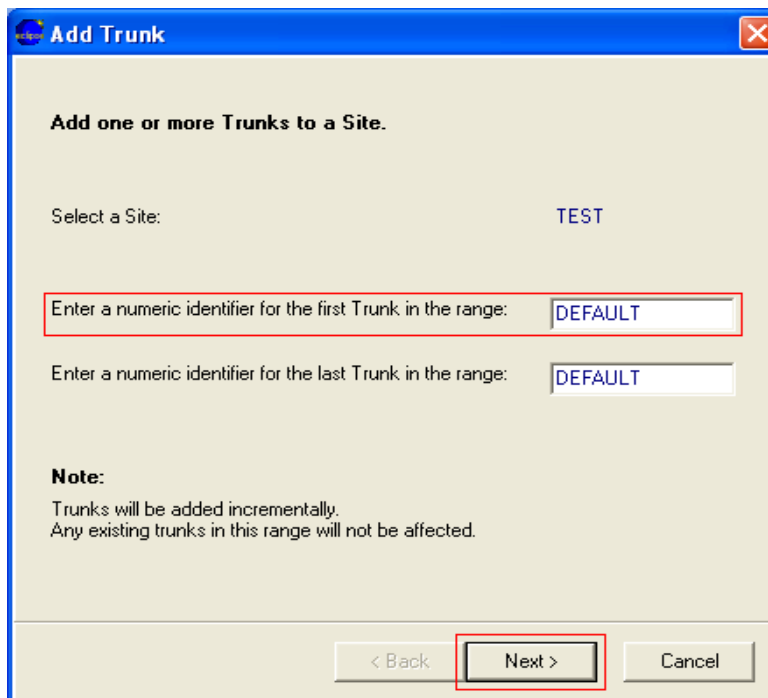 eclipse Add Trunk
Add one or more Trunks to a Site.
Select a Site: TEST
Enter a numeric identifier for the first Trunk in the range: DEFAULT
Enter a numeric identifier for the last Trunk in the range: DEFAULT
Note:
Trunks will be added incrementally.
Any existing trunks in this range will not be affected.
< Back Next > Cancel